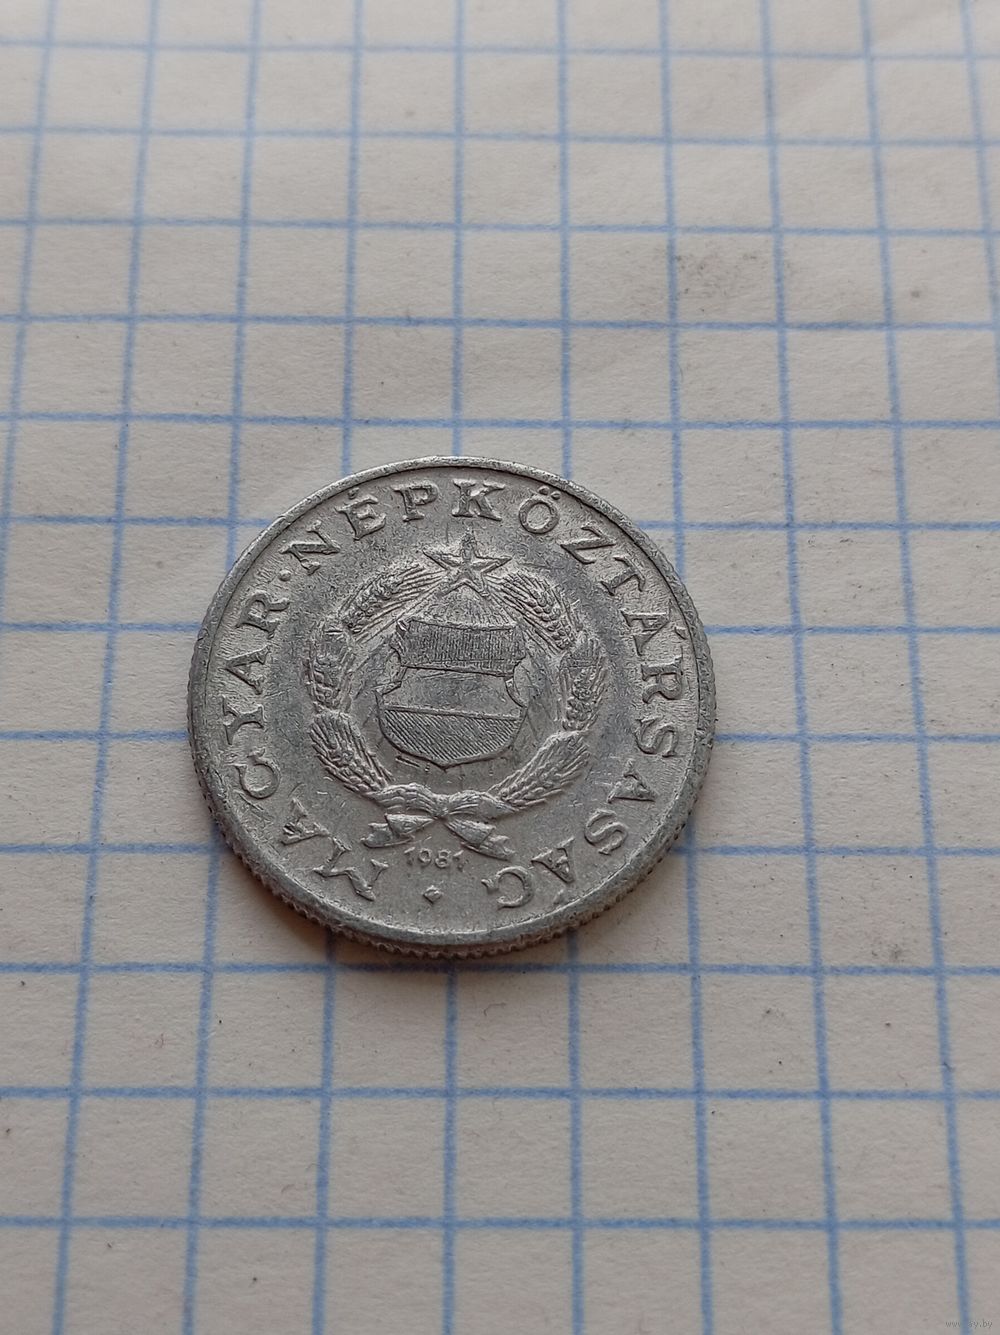 MAGYAR · NÉPKÖZTÁRSASÁG
1981